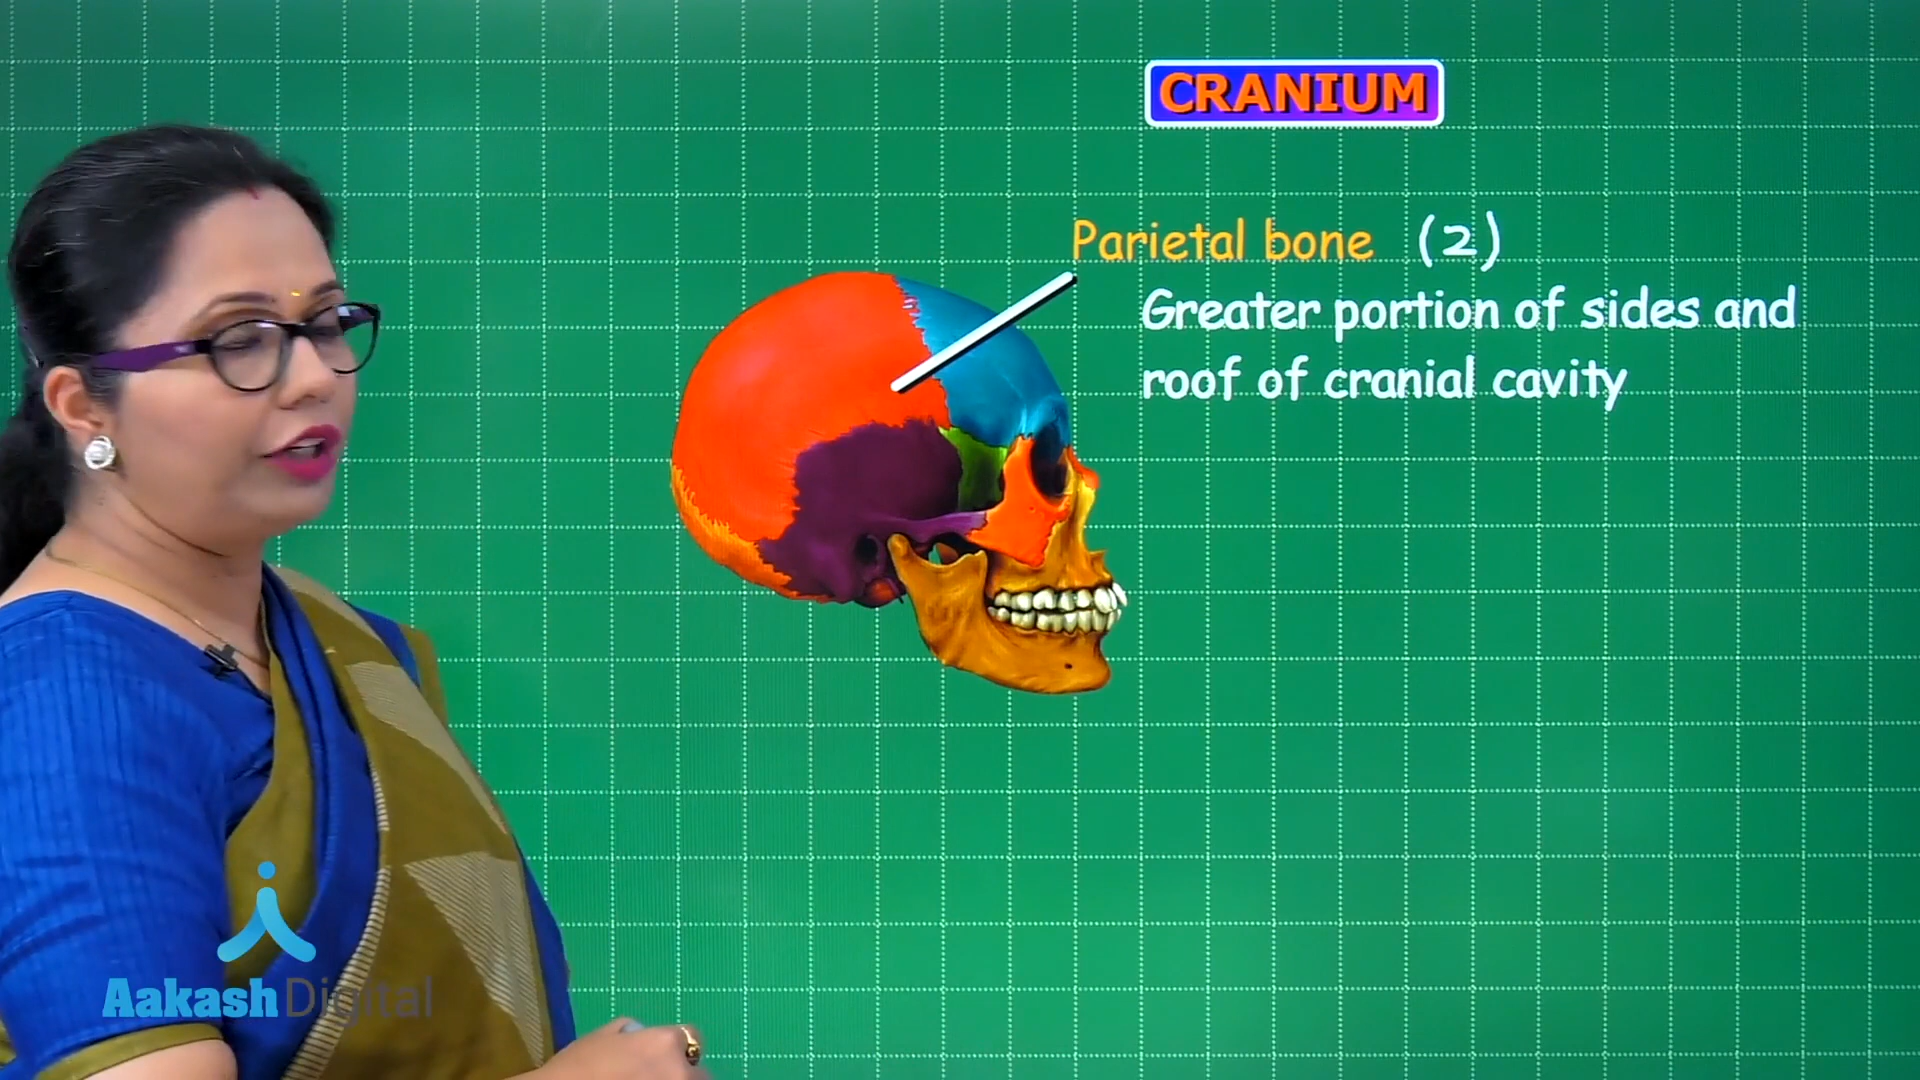 CRANIUM
Parietal bone (2)
Greater portion of sides and
roof of cranial cavity
Aakash Digital